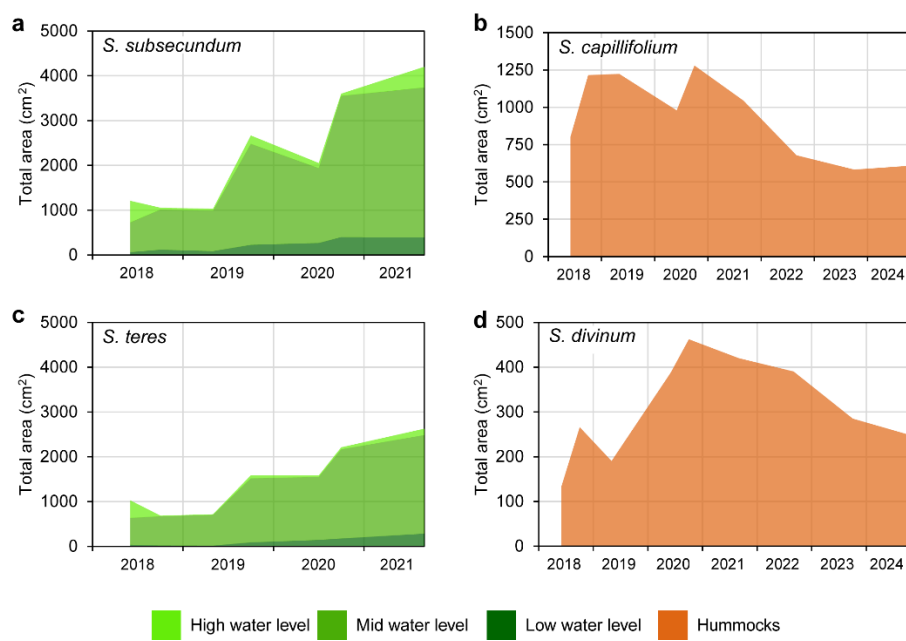 a
S. subsecundum
5000
4000
3000
2000
1000
0
Total area (cm²)
2018 2019 2020 2021
b
S. capillifolium
1500
1250
1000
750
500
250
0
Total area (cm²)
2018 2019 2020 2021 2022 2023 2024
c
S. teres
5000
4000
3000
2000
1000
0
Total area (cm²)
2018 2019 2020 2021
d
S. divinum
500
400
300
200
100
0
Total area (cm²)
2018 2019 2020 2021 2022 2023 2024
High water level Mid water level Low water level Hummocks